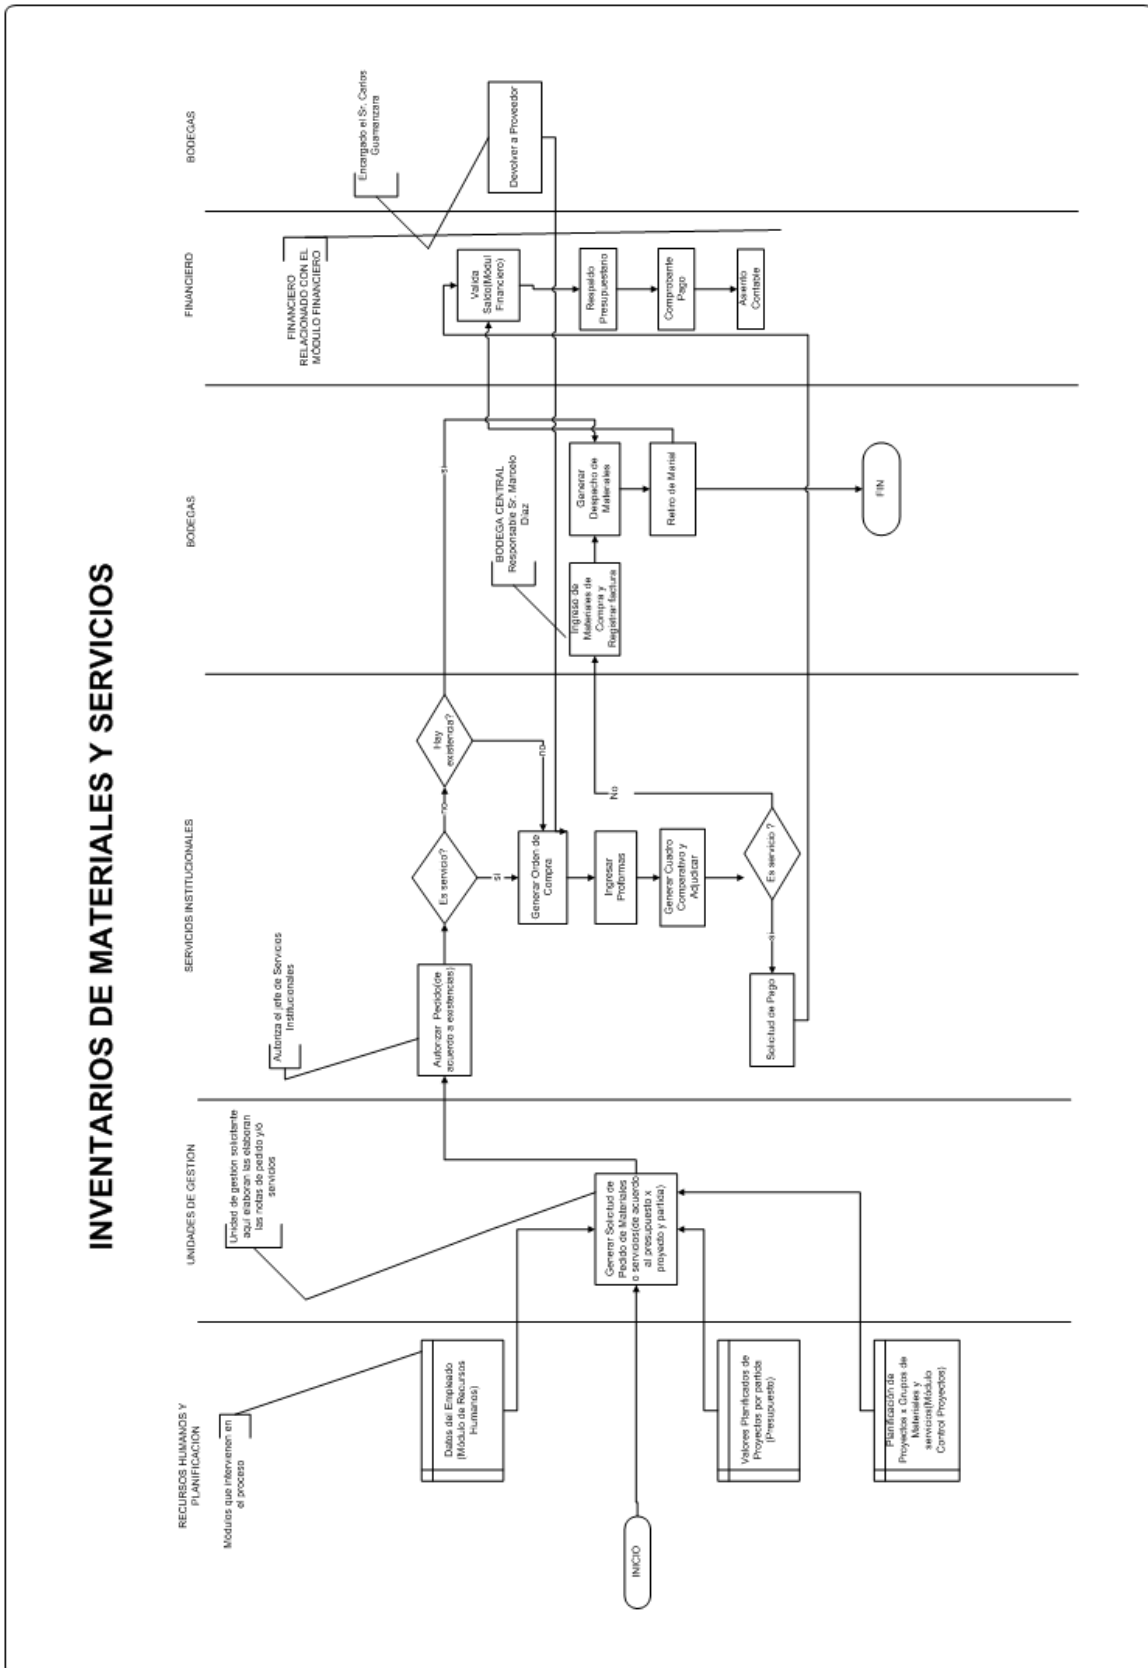 INVENTARIOS DE MATERIALES Y SERVICIOS
RECURSOS HUMANOS Y
PLANIFICACION
UNIDADES DE GESTION
SERVICIOS INSTITUCIONALES
BODEGAS
FINANCIERO
BODEGAS
Módulos que intervienen en
el proceso
Datos del Empleado
(Módulo de Recursos
Humanos)
INICIO
Valores Planificados de
Proyectos por partida
(Presupuesto)
Planificación de
Proyectos x Grupos de
Materiales y
servicios(Módulo
Control Proyectos)
Unidad de gestión solicitante
aquí elaboran las elaboran
las notas de pedido y/ó
servicios
Generar Solicitud de
Pedido de Materiales
o servicios(de acuerdo
al presupuesto x
proyecto y partida)
Autoriza el jefe de Servicios
Institucionales
Autorizar Pedido(de
acuerdo a existencias)
Es servicio?
no
si
Hay
existencia?
si
no
Generar Orden de
Compra
Ingresar
Proformas
Generar Cuadro
Comparativo y
Adjudicar
Es servicio ?
No
si
Solicitud de Pago
BODEGA CENTRAL
Responsable Sr. Marcelo
Díaz
Ingreso de
Materiales de
Compra y
Registrar factura
Generar
Despacho de
Materiales
Retiro de Marial
FIN
FINANCIERO
RELACIONADO CON EL
MÓDULO FINANCIERO
Valida
Saldo(Módul
Financiero)
Respaldo
Presupuestario
Comprobante
Pago
Asiento
Contable
Encargado el Sr. Carlos
Guamanzara
Devolver a Proveedor